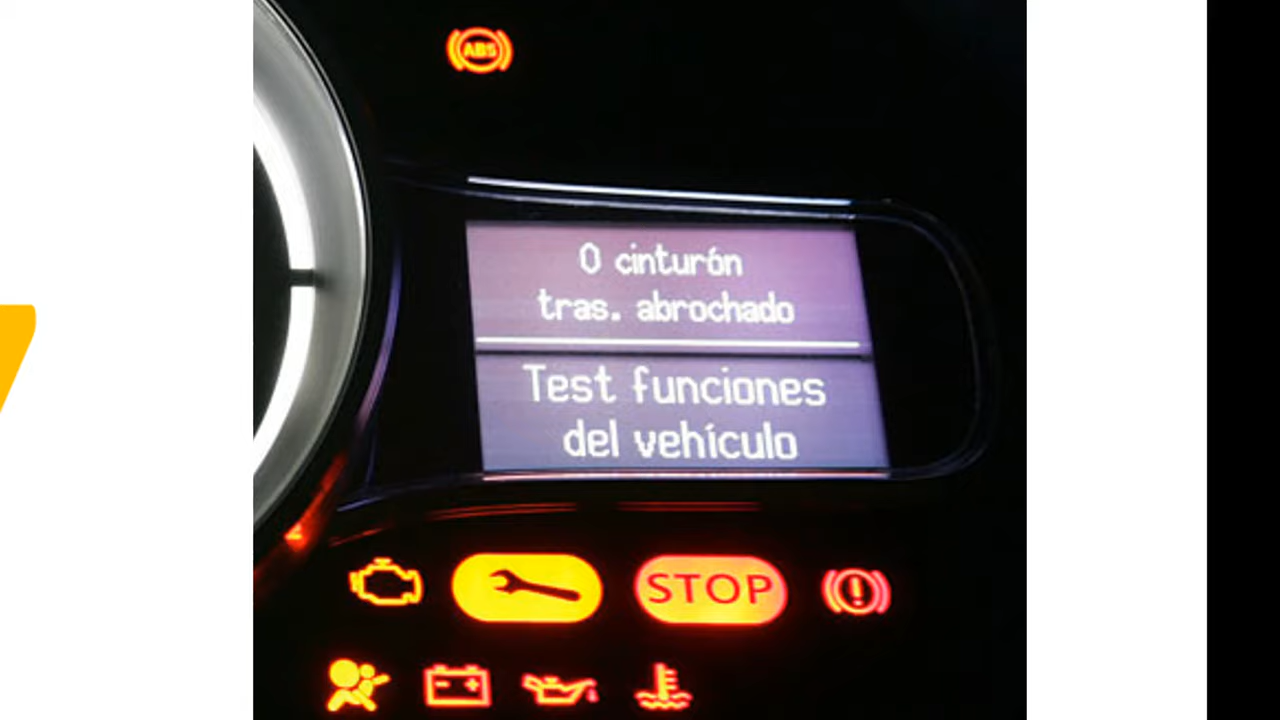 ABS
0 cinturón
tras. abrochado
Test funciones
del vehículo
STOP